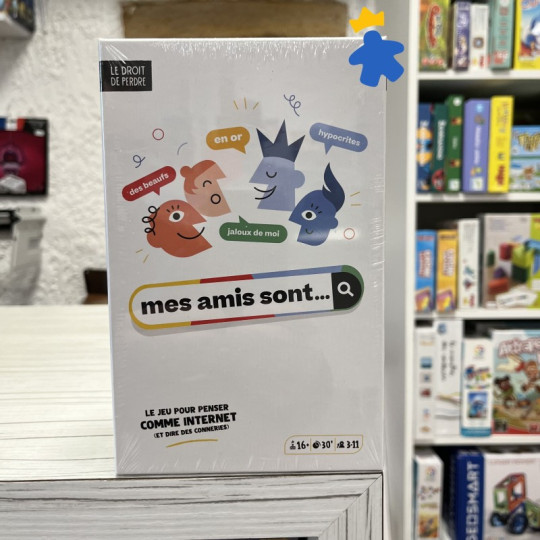 LE DROIT
DE PERDRE
en or
hypocrites
des beaufs
jaloux de moi
mes amis sont...
LE JEU POUR PENSER
COMME INTERNET
(ET DIRE DES CONNERIES)
16+ 30' 3-11
GEOSMART